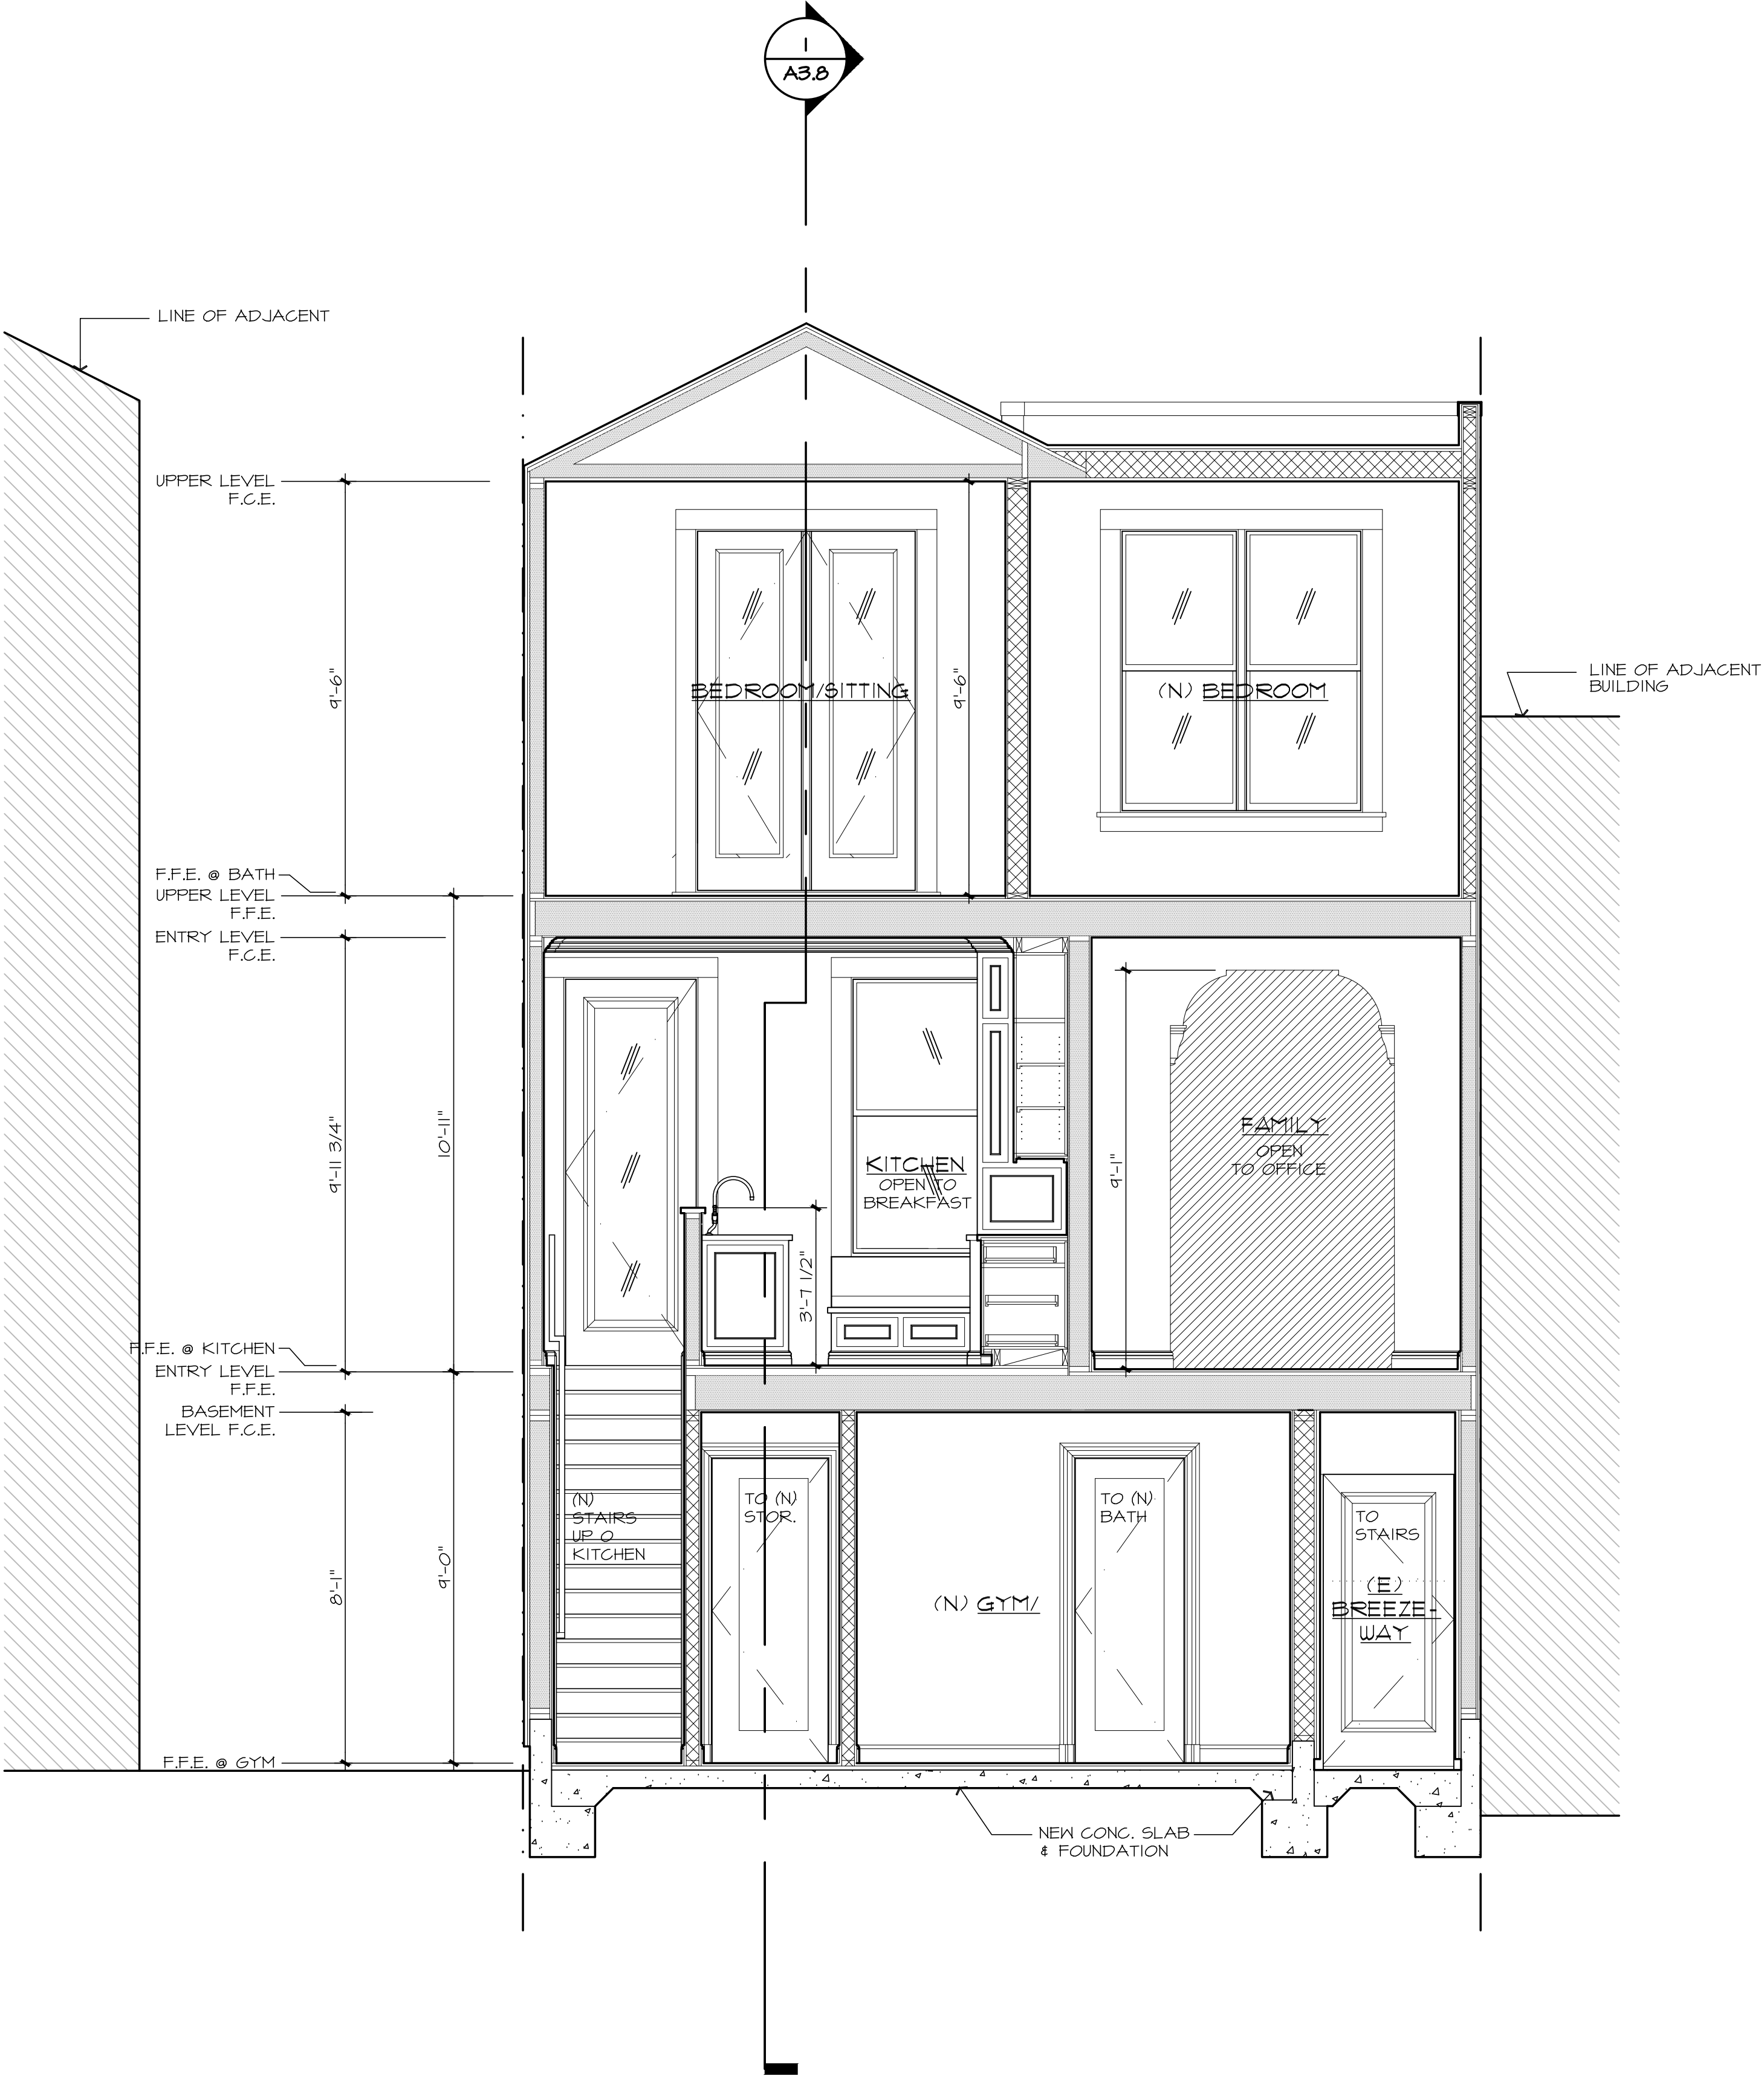 1
A3.8
LINE OF ADJACENT
UPPER LEVEL
F.C.E.
9'-6"
BEDROOM/SITTING
9'-6"
(N) BEDROOM
LINE OF ADJACENT
BUILDING
F.F.E. @ BATH
UPPER LEVEL
F.F.E.
ENTRY LEVEL
F.C.E.
9'-11 3/4"
10'-11"
KITCHEN
OPEN TO
BREAKFAST
3'-7 1/2"
9'-1"
FAMILY
OPEN
TO OFFICE
F.F.E. @ KITCHEN
ENTRY LEVEL
F.F.E.
BASEMENT
LEVEL F.C.E.
8'-1"
9'-0"
(N)
STAIRS
UP O
KITCHEN
TO (N)
STOR.
(N) GYM/
TO (N)
BATH
TO
STAIRS
(E)
BREEZE-
WAY
F.F.E. @ GYM
NEW CONC. SLAB
& FOUNDATION